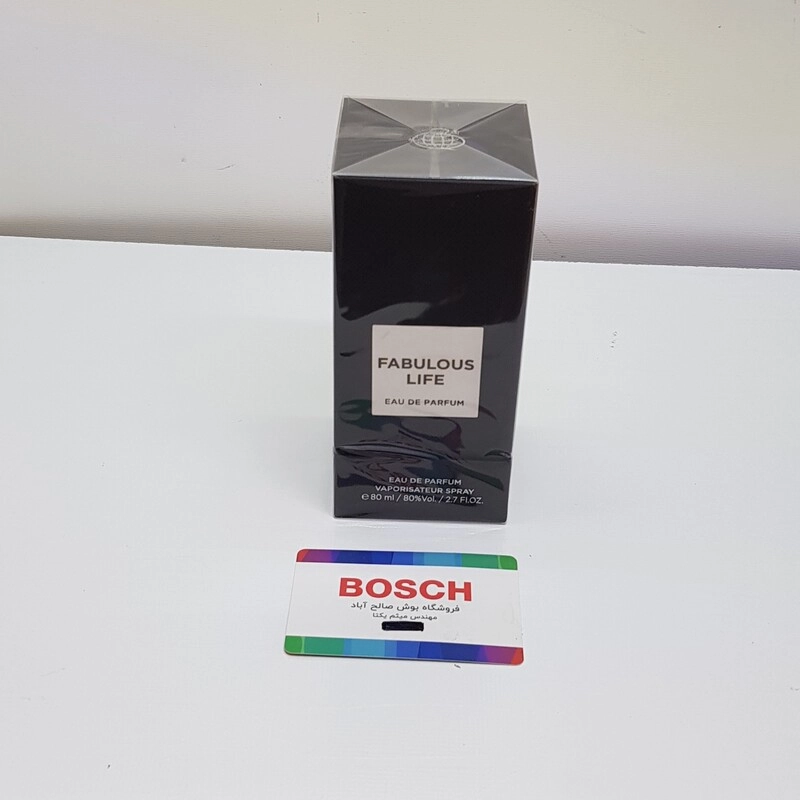 FABULOUS
LIFE
EAU DE PARFUM
EAU DE PARFUM
VAPORISATEUR SPRAY
℮ 80 ml / 80%Vol. / 2.7 Fl.OZ.
BOSCH
فروشگاه بوش صالح آباد
مهندس میثم یکتا